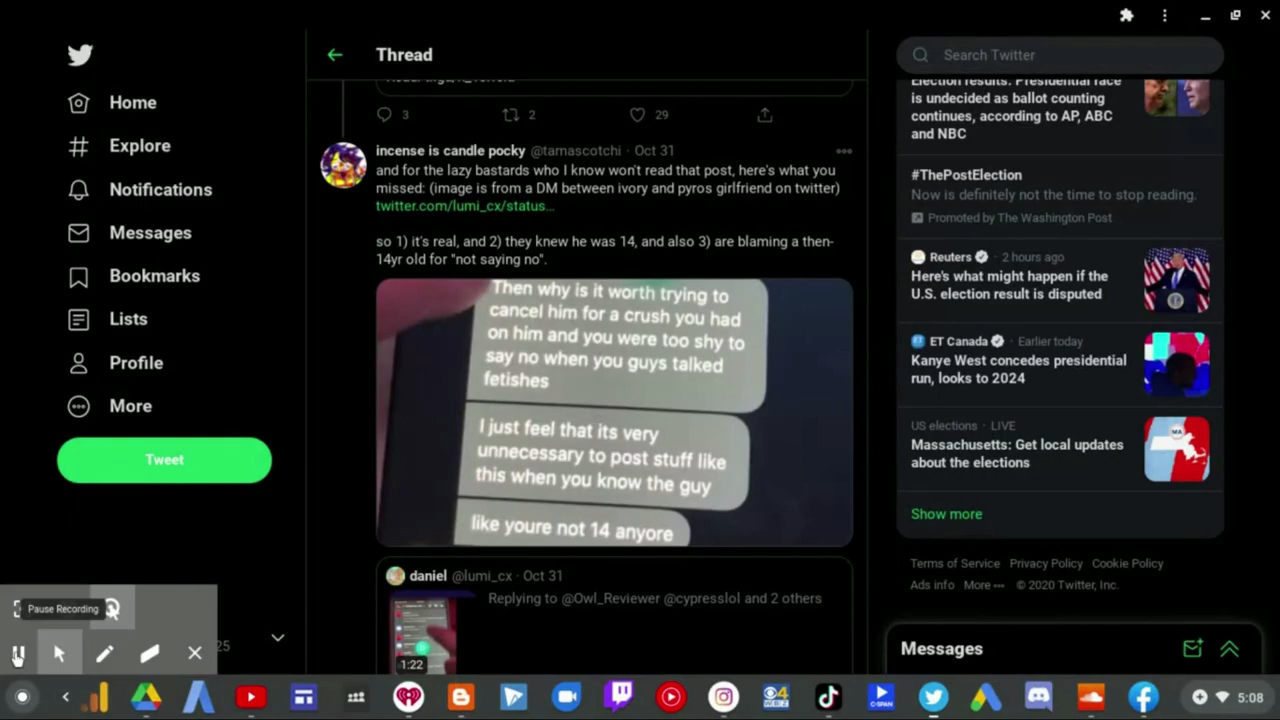 Thread
Search Twitter
Home
Explore
Notifications
Messages
Bookmarks
Lists
Profile
More
Tweet
3
2
29
incense is candle pocky @tamascotchi · Oct 31
and for the lazy bastards who I know won't read that post, here's what you
missed: (image is from a DM between ivory and pyros girlfriend on twitter)
twitter.com/lumi_cx/status…
so 1) it's real, and 2) they knew he was 14, and also 3) are blaming a then-
14yr old for "not saying no".
Then why is it worth trying to
cancel him for a crush you had
on him and you were too shy to
say no when you guys talked
fetishes
I just feel that its very
unnecessary to post stuff like
this when you know the guy
like youre not 14 anyore
daniel @lumi_cx · Oct 31
Replying to @Owl_Reviewer @cypresslol and 2 others
1:22
Election results: Presidential race
is undecided as ballot counting
continues, according to AP, ABC
and NBC
#ThePostElection
Now is definitely not the time to stop reading.
Promoted by The Washington Post
Reuters · 2 hours ago
Here's what might happen if the
U.S. election result is disputed
ET Canada · Earlier today
Kanye West concedes presidential
run, looks to 2024
US elections · LIVE
Massachusetts: Get local updates
about the elections
MA
Show more
Terms of Service Privacy Policy Cookie Policy
Ads info More ··· © 2020 Twitter, Inc.
Messages
Pause Recording
25
5:08